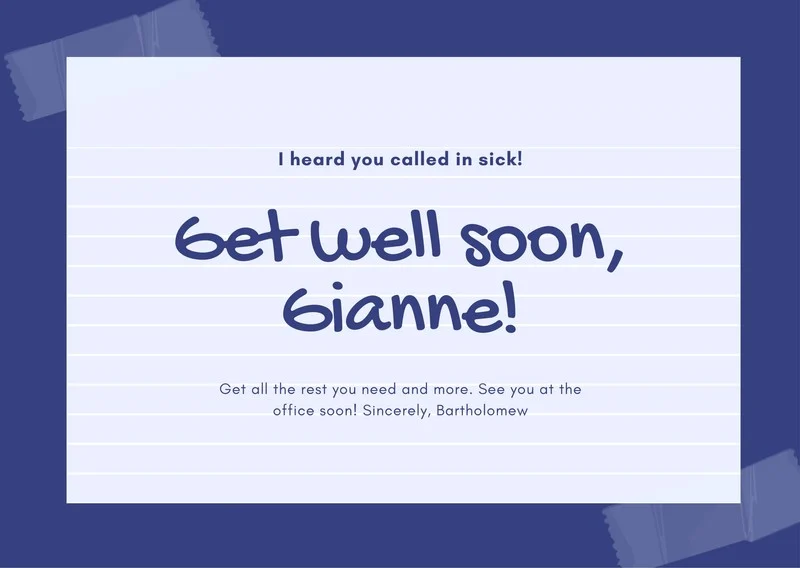 I heard you called in sick!
Get well soon,
Gianne!
Get all the rest you need and more. See you at the
office soon! Sincerely, Bartholomew